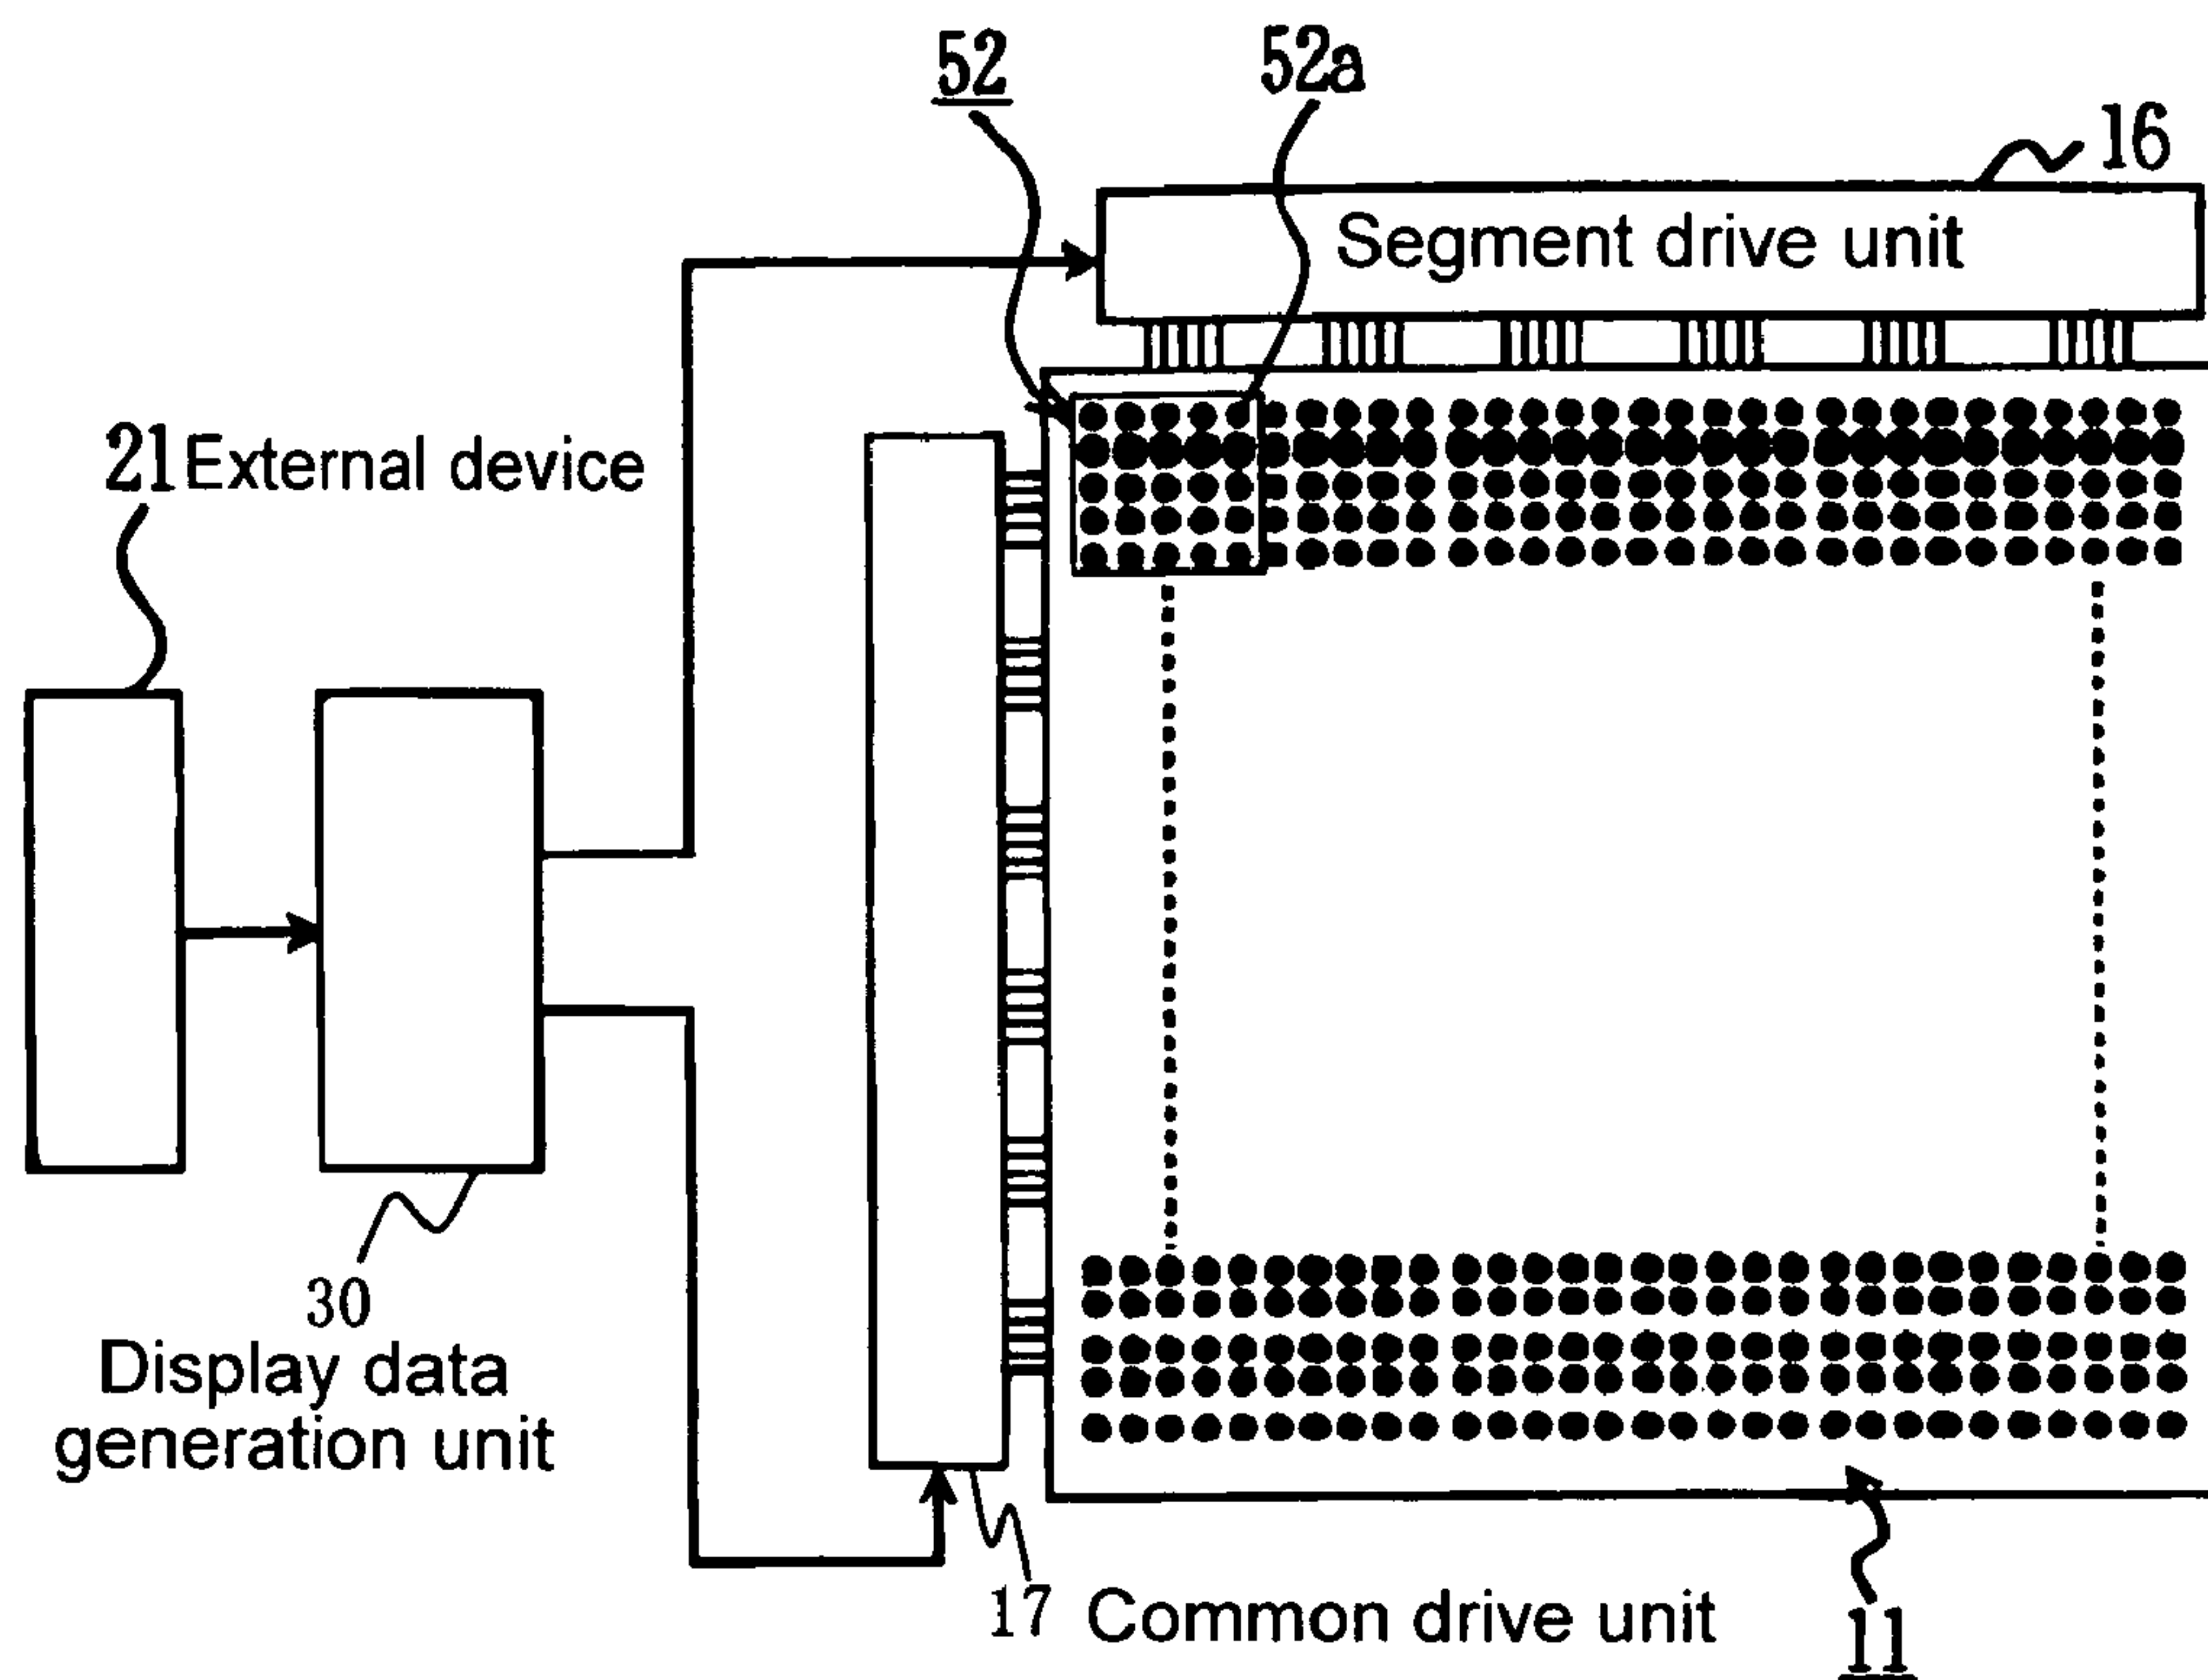 52
52a
16
Segment drive unit
21 External device
30
Display data
generation unit
17 Common drive unit
11